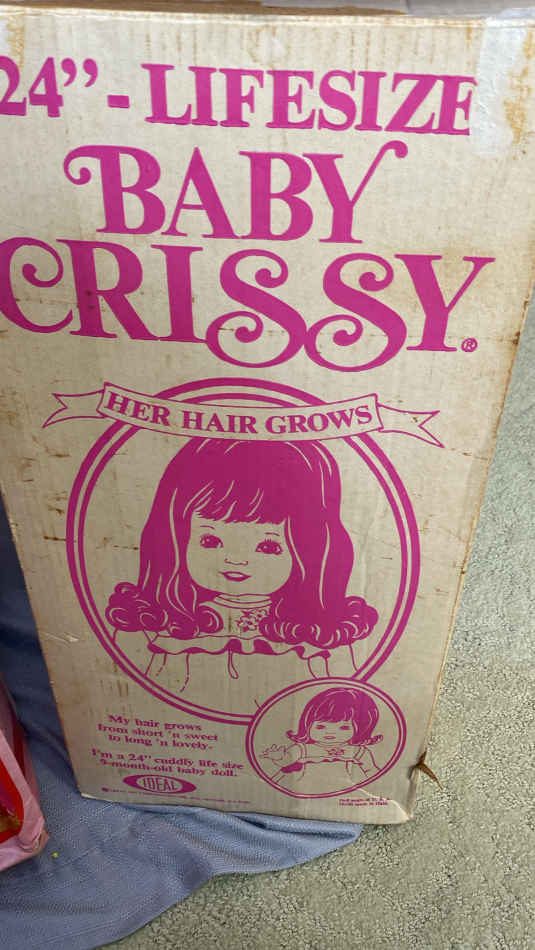 24”-LIFESIZE
BABY
CRISSY®
HER HAIR GROWS
My hair grows
from short 'n sweet
to long 'n lovely-
I'm a 24" cuddly life size
9-month-old baby doll.
IDEAL